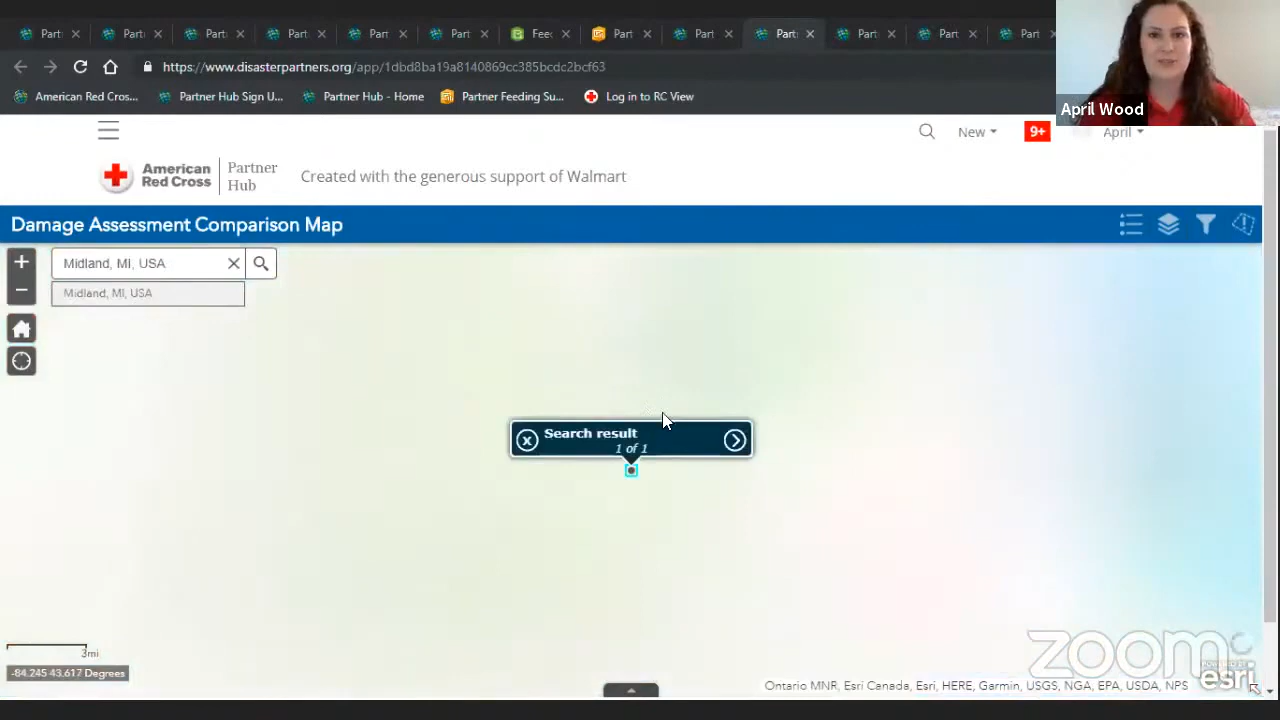 Part
Part
Part
Part
Part
Part
Feec
Part
Part
Part
Part
Part
Part
https://www.disasterpartners.org/app/1dbd8ba19a8140869cc385bcdc2bcf63
American Red Cros...
Partner Hub Sign U...
Partner Hub - Home
Partner Feeding Su...
Log in to RC View
April Wood
New
9+
April
American Red Cross
Partner Hub
Created with the generous support of Walmart
Damage Assessment Comparison Map
+
Midland, MI, USA
−
Midland, MI, USA
Search result
1 of 1
3mi
-84.245 43.617 Degrees
zoom
POWERED BY
esri
Ontario MNR, Esri Canada, Esri, HERE, Garmin, USGS, NGA, EPA, USDA, NPS